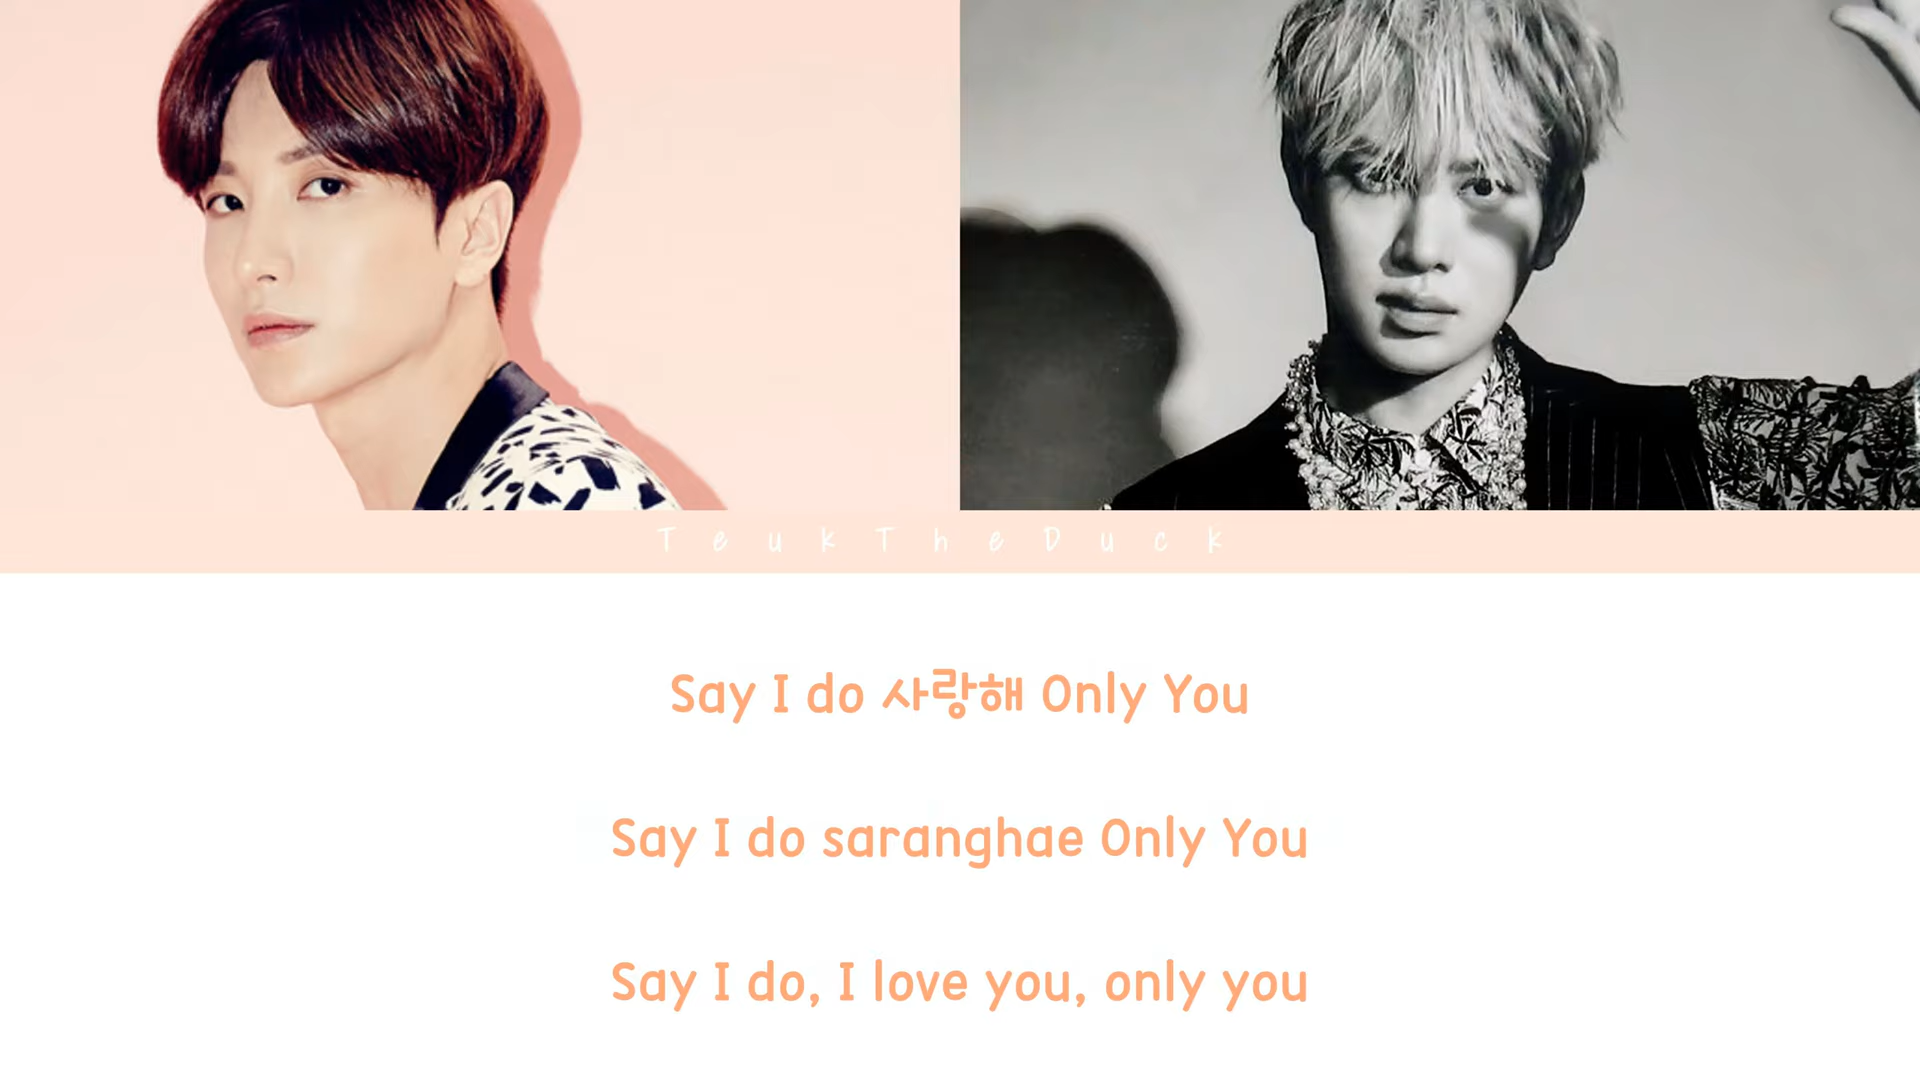 T e u k T h e D u c k
Say I do 사랑해 Only You
Say I do saranghae Only You
Say I do, I love you, only you